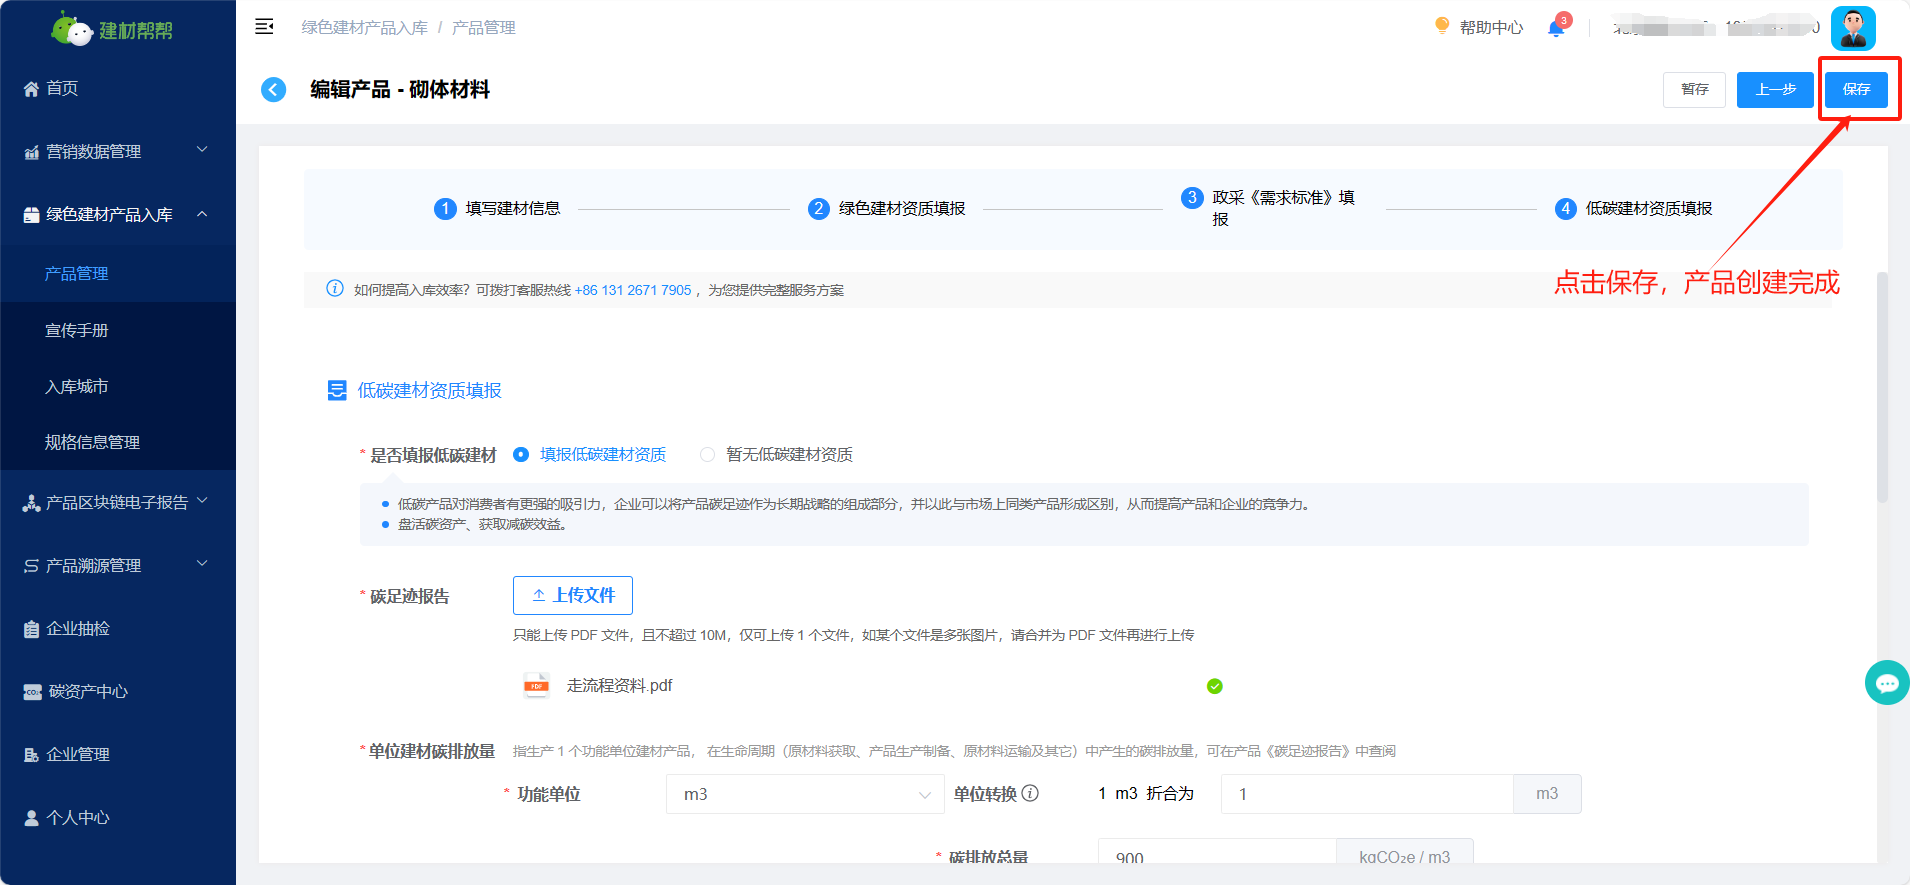 建材帮帮
绿色建材产品入库 / 产品管理
帮助中心
3
首页
营销数据管理
绿色建材产品入库
产品管理
宣传手册
入库城市
规格信息管理
产品区块链电子报告
产品溯源管理
企业抽检
CO₂ 碳资产中心
企业管理
个人中心
编辑产品 - 砌体材料
暂存
上一步
保存
1 填写建材信息
2 绿色建材资质填报
3 政采《需求标准》填
报
4 低碳建材资质填报
点击保存，产品创建完成
如何提高入库效率？可拨打客服热线 +86 131 2671 7905 ，为您提供完整服务方案
低碳建材资质填报
* 是否填报低碳建材 填报低碳建材资质 暂无低碳建材资质
低碳产品对消费者有更强的吸引力，企业可以将产品碳足迹作为长期战略的组成部分，并以此与市场上同类产品形成区别，从而提高产品和企业的竞争力。
盘活碳资产、获取减碳效益。
* 碳足迹报告 上传文件
只能上传 PDF 文件，且不超过 10M，仅可上传 1 个文件，如某个文件是多张图片，请合并为 PDF 文件再进行上传
PDF 走流程资料.pdf
* 单位建材碳排放量 指生产 1 个功能单位建材产品， 在生命周期（原材料获取、产品生产制备、原材料运输及其它）中产生的碳排放量，可在产品《碳足迹报告》中查阅
* 功能单位 m3 单位转换 1 m3 折合为 1 m3
* 碳排放总量 900 kgCO₂e / m3